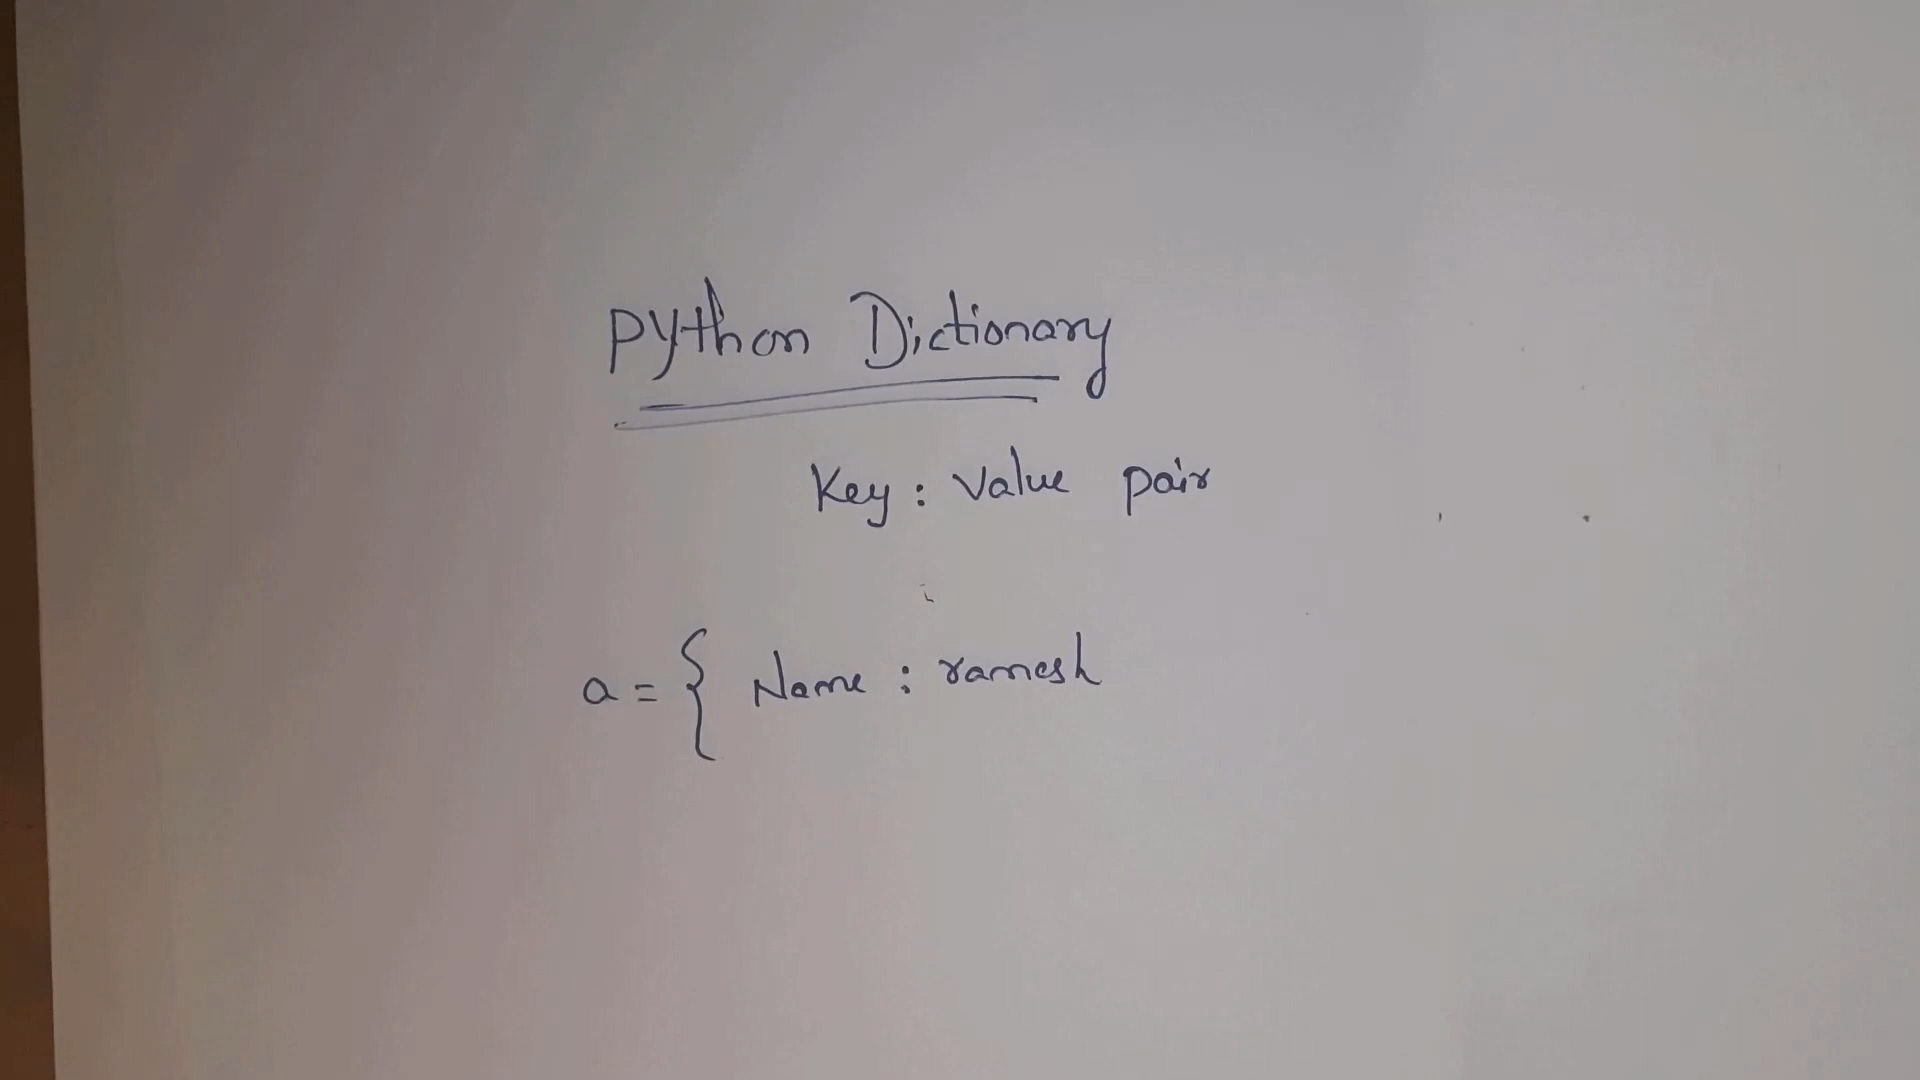 Python Dictionary
Key : Value pair
a = { Name : ramesh